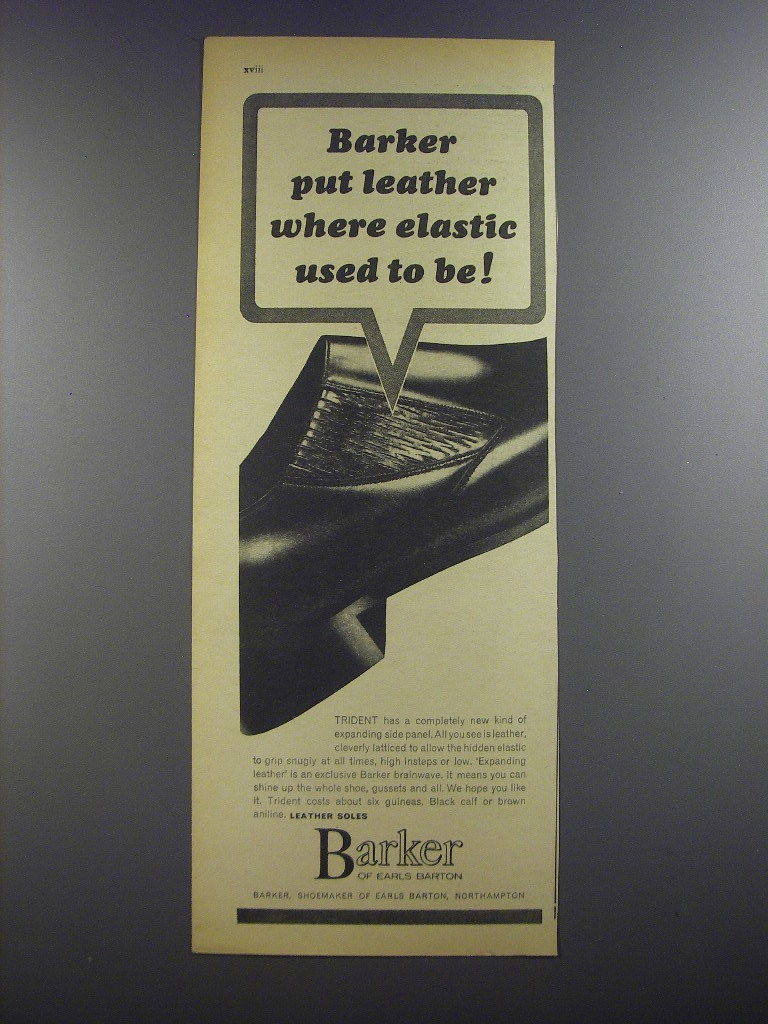 xviii
Barker
put leather
where elastic
used to be!
TRIDENT has a completely new kind of
expanding side panel. All you see is leather,
cleverly latticed to allow the hidden elastic
to grip snugly at all times, high insteps or low. 'Expanding
leather' is an exclusive Barker brainwave. It means you can
shine up the whole shoe, gussets and all. We hope you like
it. Trident costs about six guineas. Black calf or brown
aniline. LEATHER SOLES
Barker
OF EARLS BARTON
BARKER, SHOEMAKER OF EARLS BARTON, NORTHAMPTON